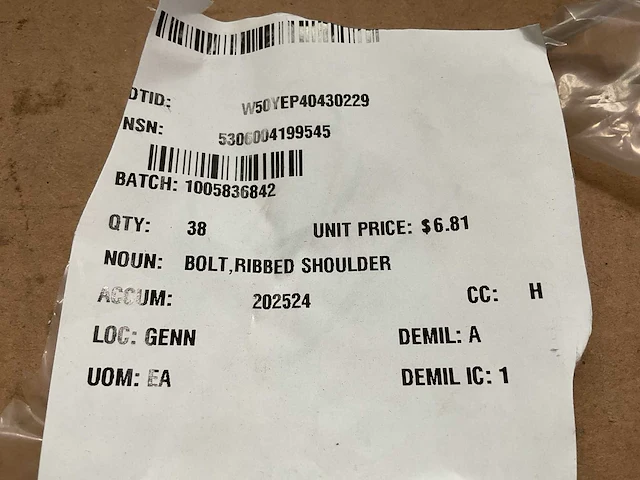 DTID: W50YEP40430229
NSN: 5306004199545
BATCH: 1005836842
QTY: 38 UNIT PRICE: $6.81
NOUN: BOLT,RIBBED SHOULDER
ACCUM: 202524 CC: H
LOC: GENN DEMIL: A
UOM: EA DEMIL IC: 1